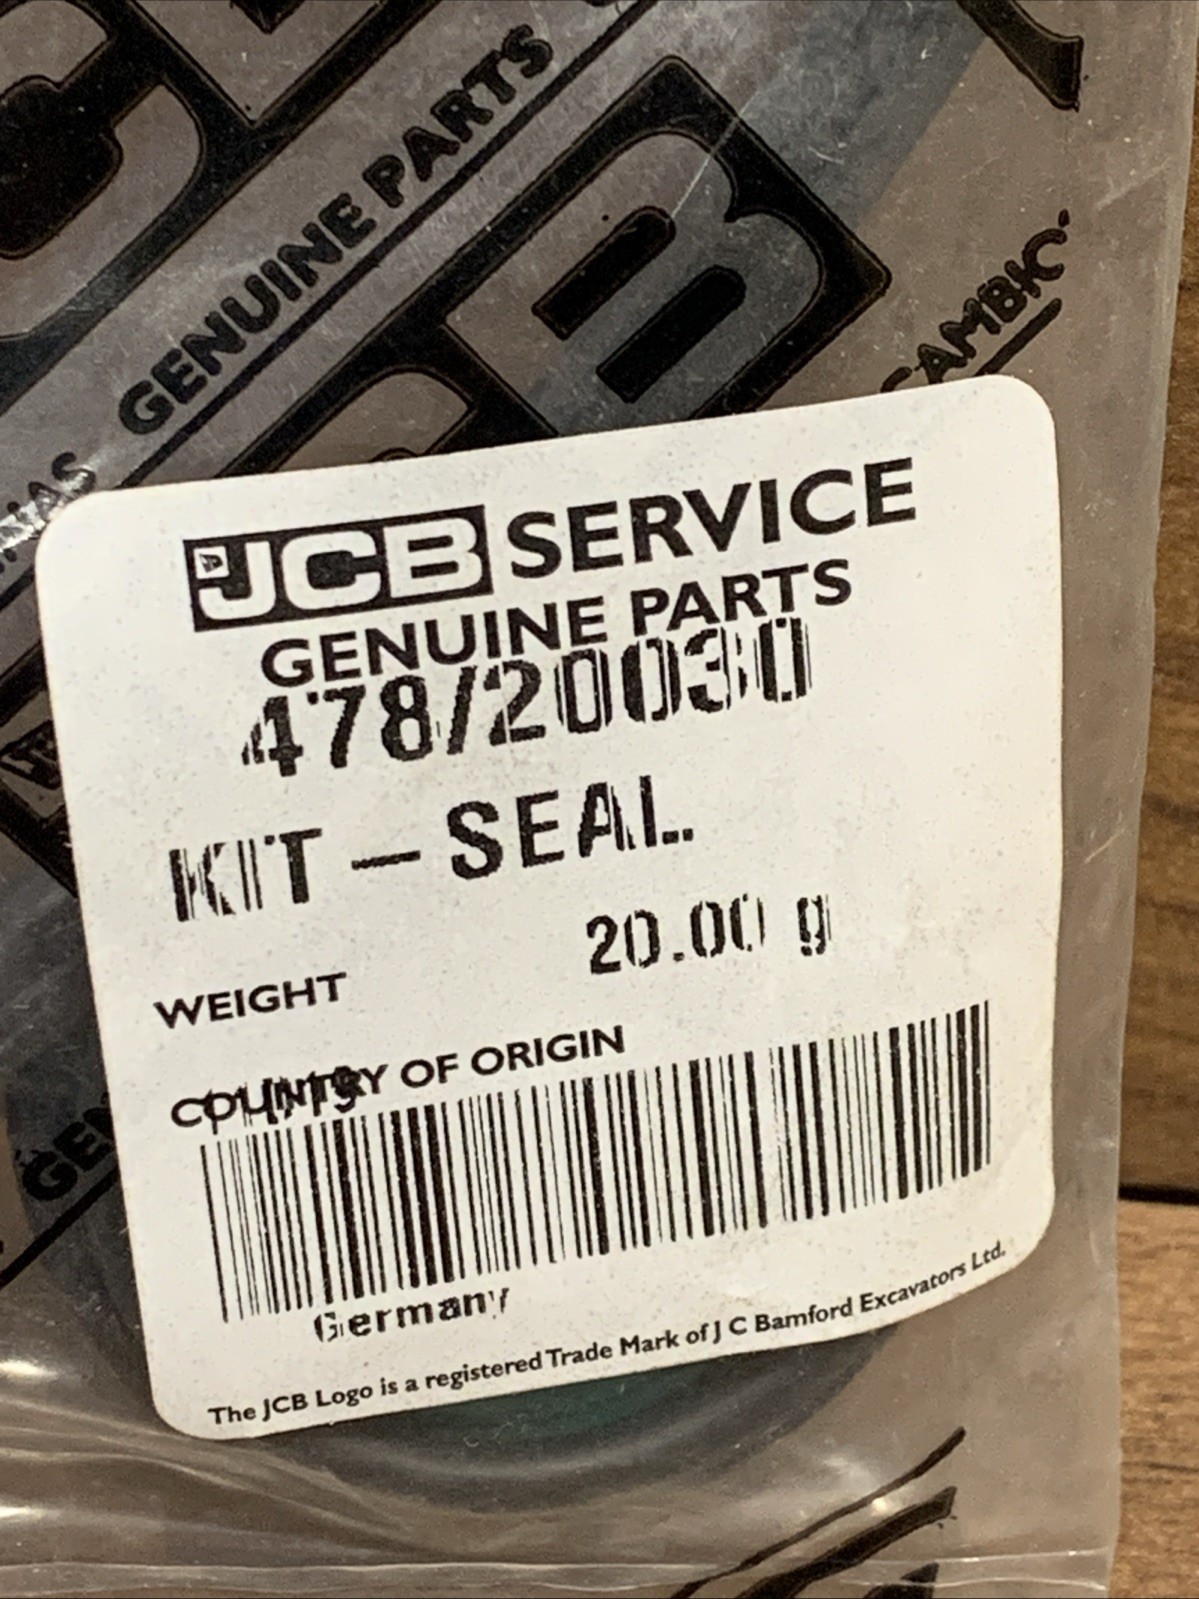 GENUINE PARTS
JCB SERVICE
GENUINE PARTS
478/20030
KIT - SEAL.
20.00 g
WEIGHT
COUNTRY OF ORIGIN
Germany
The JCB Logo is a registered Trade Mark of J C Bamford Excavators Ltd.